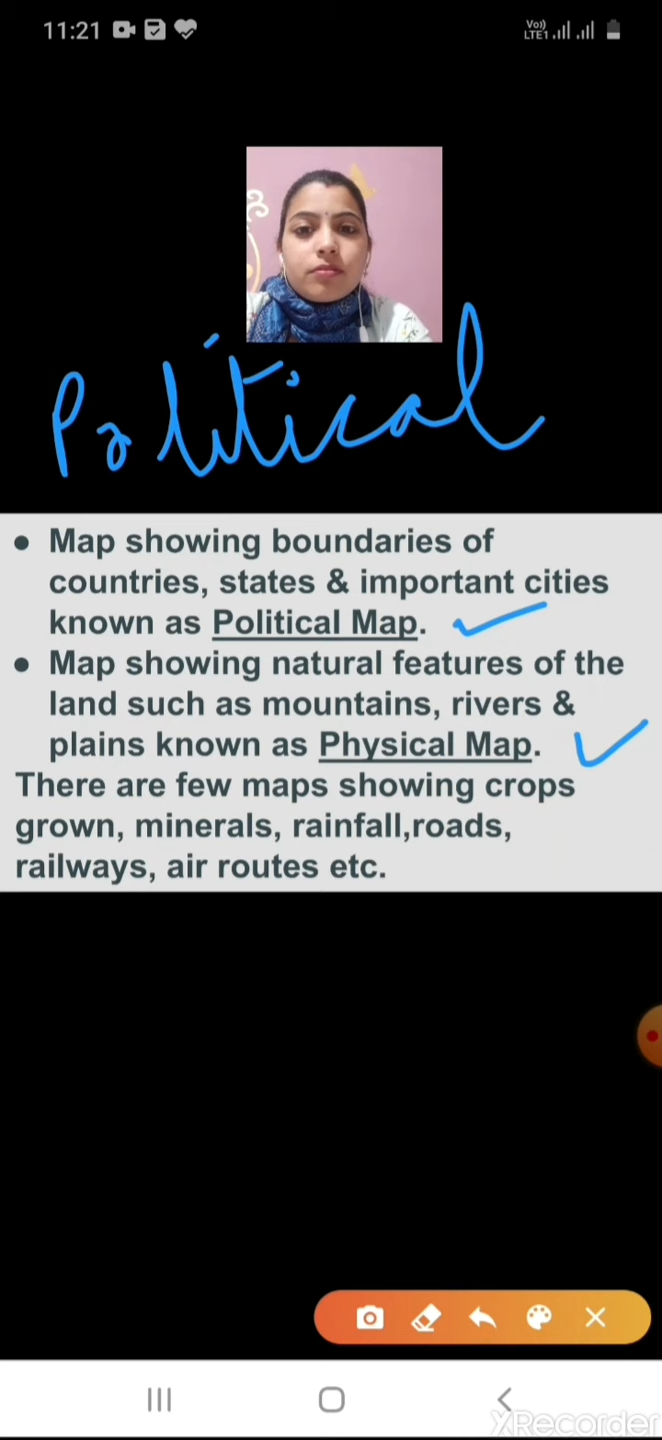 11:21
Vo))
LTE1
Political
• Map showing boundaries of
countries, states & important cities
known as Political Map.
• Map showing natural features of the
land such as mountains, rivers &
plains known as Physical Map.
There are few maps showing crops
grown, minerals, rainfall,roads,
railways, air routes etc.
XRecorder